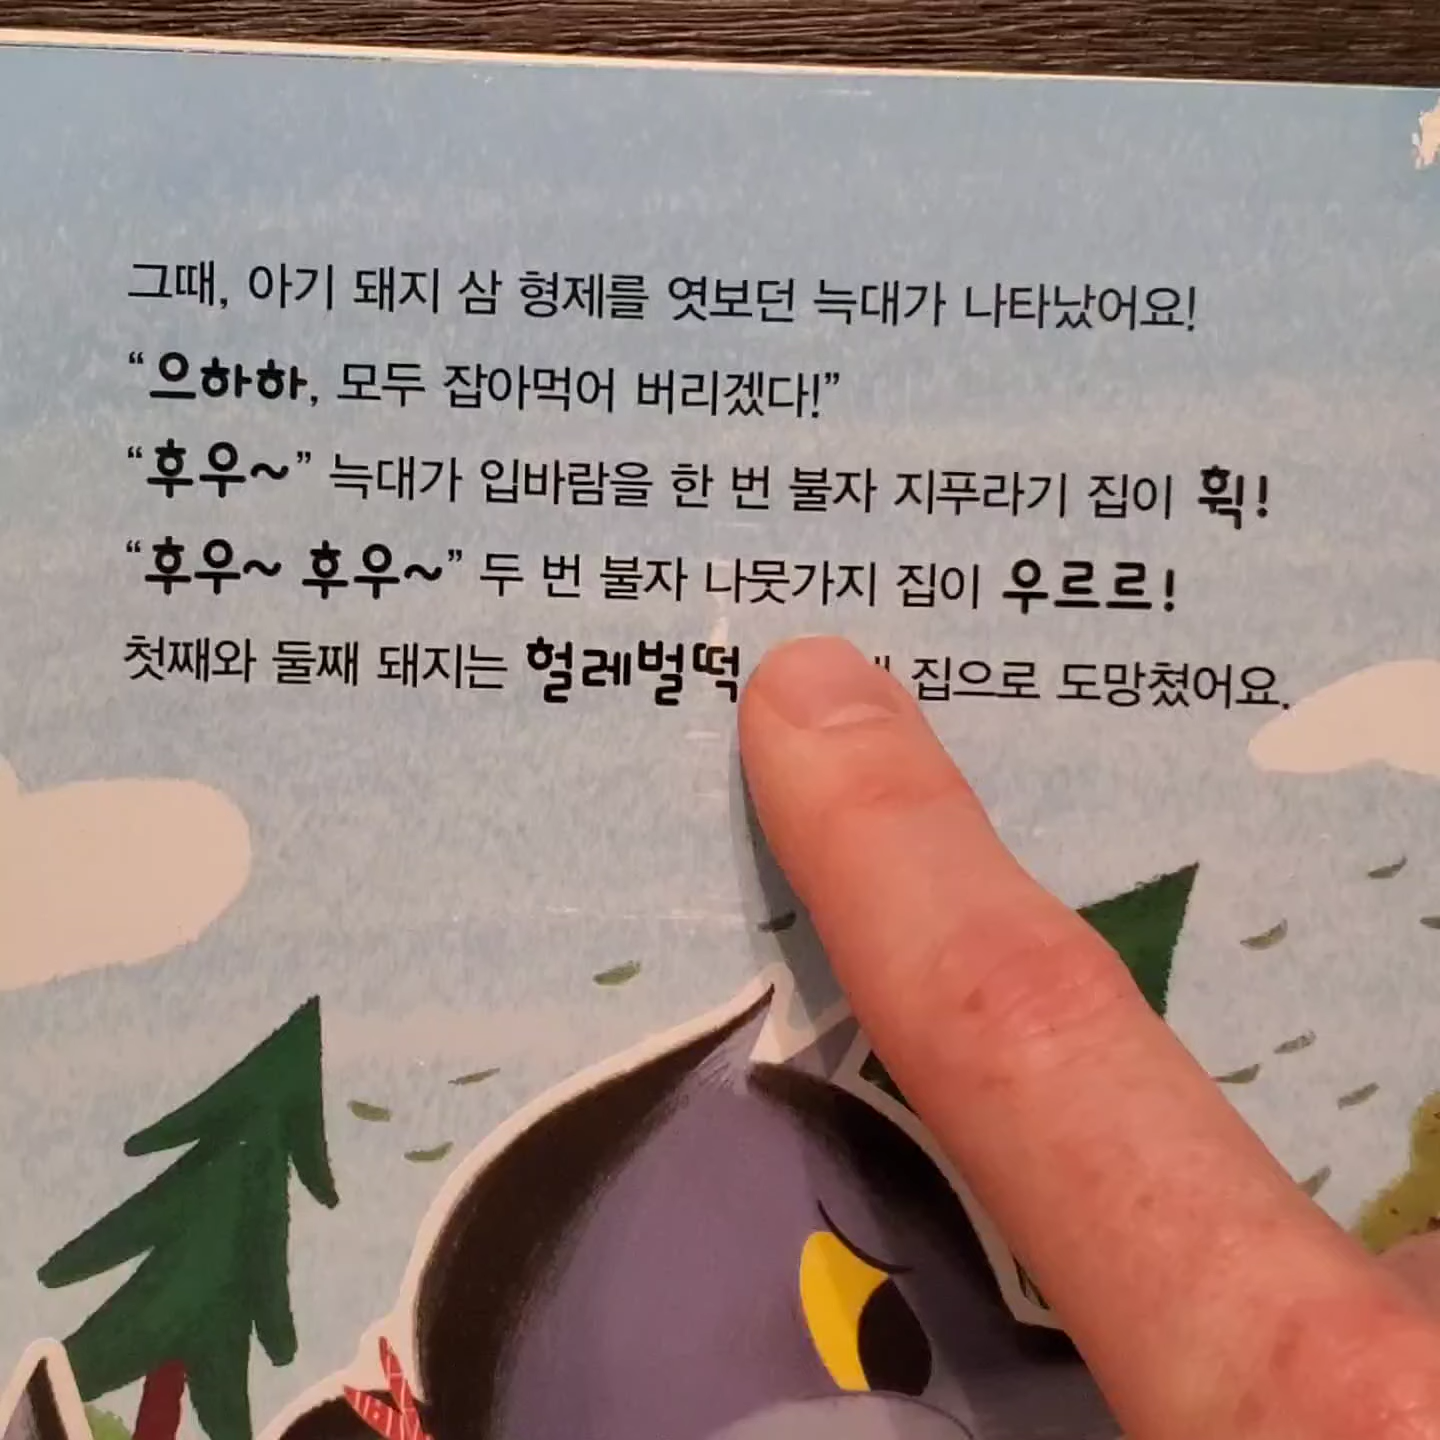 그때, 아기 돼지 삼 형제를 엿보던 늑대가 나타났어요!
“으하하, 모두 잡아먹어 버리겠다!”
“후우~” 늑대가 입바람을 한 번 불자 지푸라기 집이 휙!
“후우~ 후우~” 두 번 불자 나뭇가지 집이 우르르!
첫째와 둘째 돼지는 헐레벌떡 집으로 도망쳤어요.